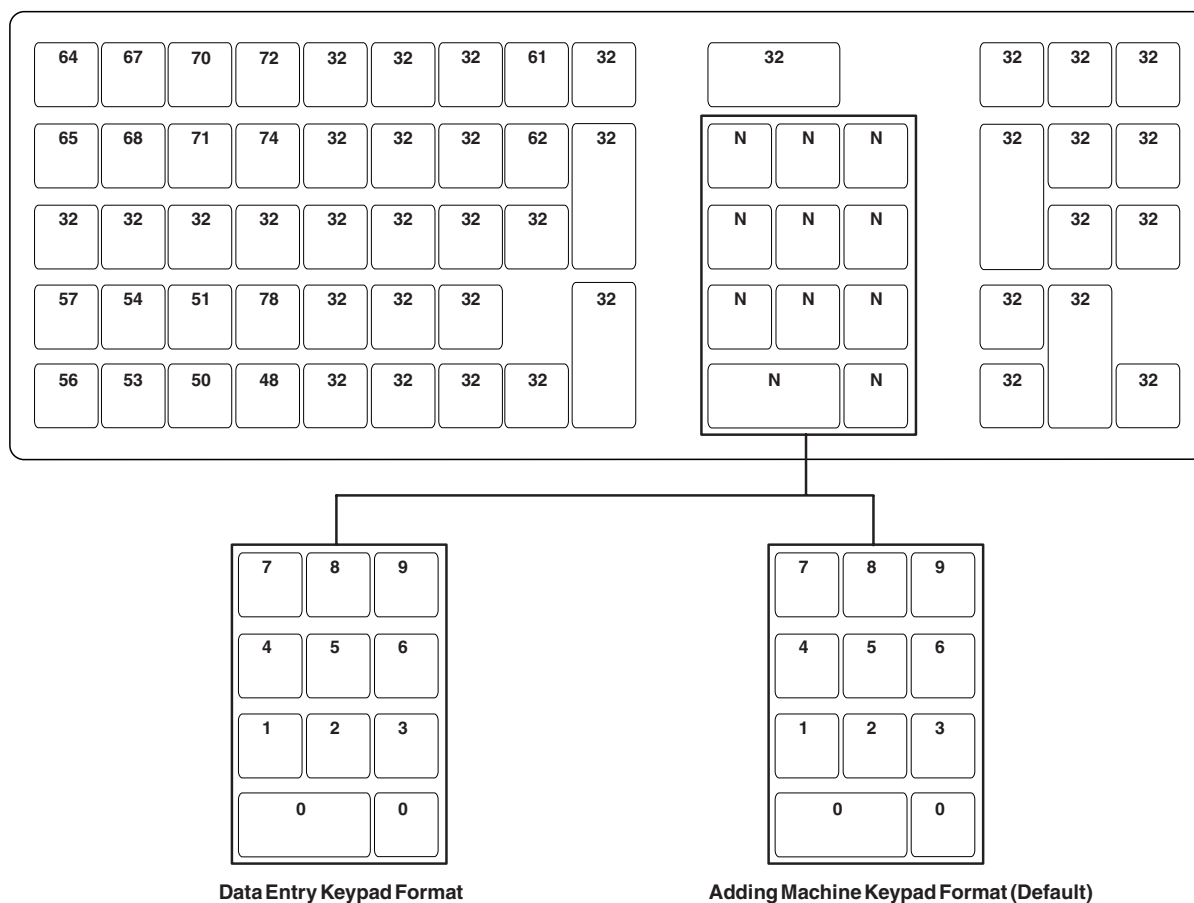 64 67 70 72 32 32 32 61 32 32 32 32 32
65 68 71 74 32 32 32 62 32 N N N 32 32 32
32 32 32 32 32 32 32 32 N N N 32 32
57 54 51 78 32 32 32 32 N N N 32 32
56 53 50 48 32 32 32 32 N N 32 32
7 8 9 7 8 9
4 5 6 4 5 6
1 2 3 1 2 3
0 0 0 0
Data Entry Keypad Format Adding Machine Keypad Format (Default)